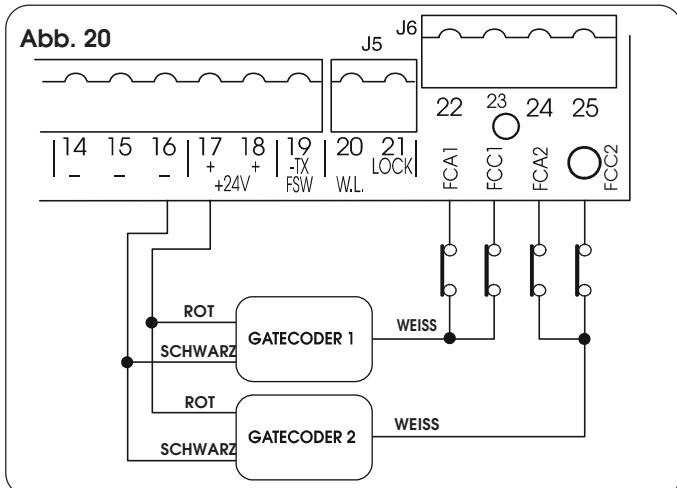 Abb. 20
J5
J6
14 15 16 17 18 19 20 21
22 23 24 25
– – – + + -TX LOCK
+24V FSW W.L.
FCA1 FCC1 FCA2 FCC2
ROT
GATECODER 1
WEISS
SCHWARZ
ROT
GATECODER 2
WEISS
SCHWARZ